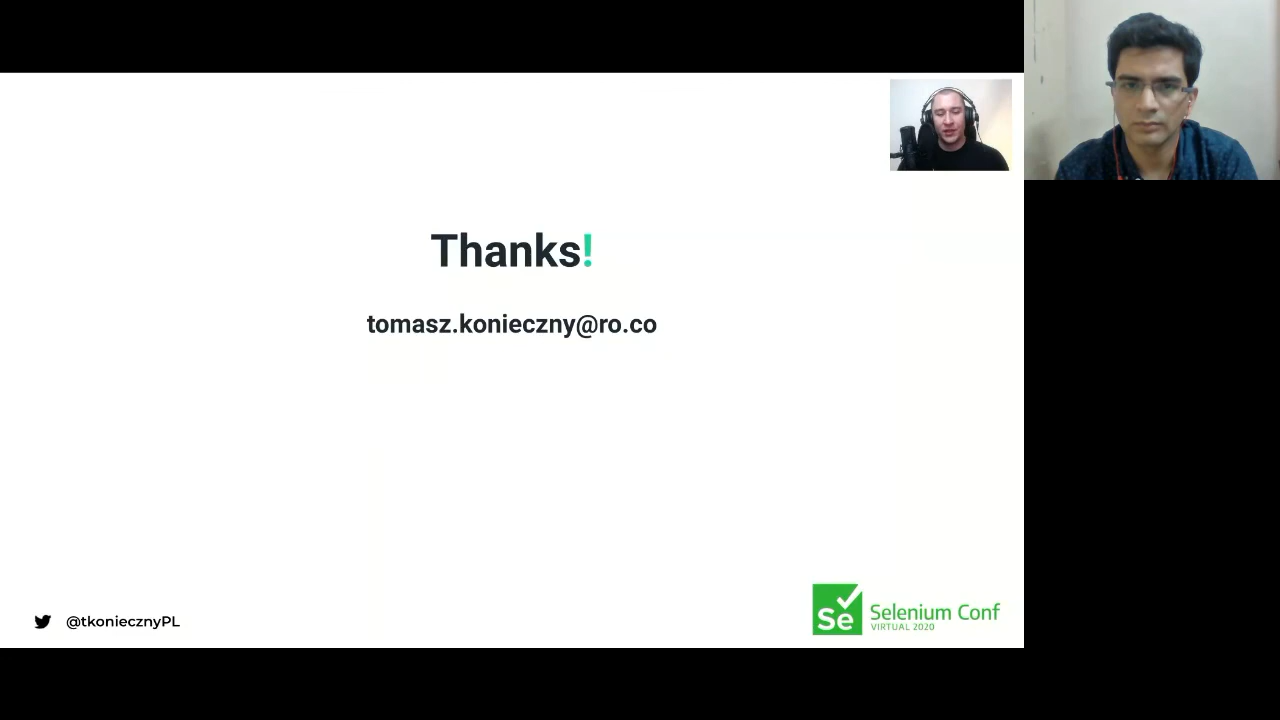 Thanks!
tomasz.konieczny@ro.co
@tkoniecznyPL
Se
Selenium Conf
VIRTUAL 2020